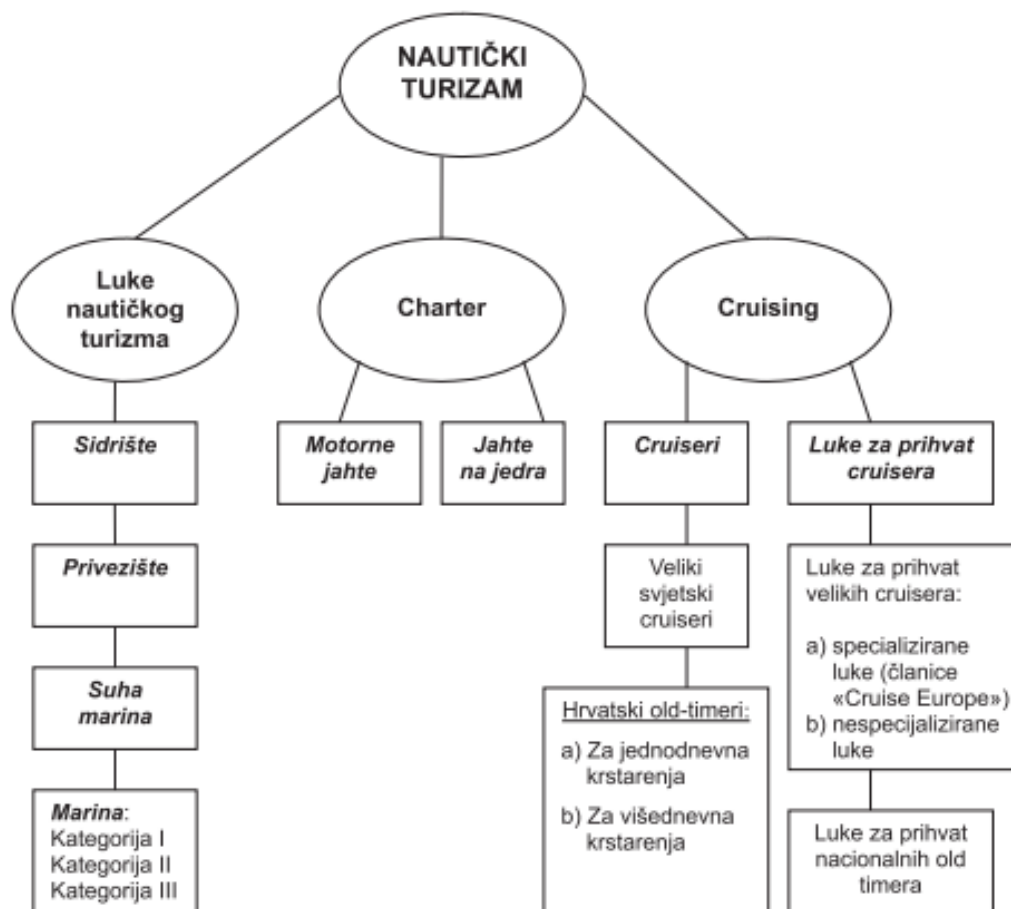 NAUTIČKI
TURIZAM
Luke
nautičkog
turizma
Charter
Cruising
Sidrište
Motorne
jahte
Jahte
na jedra
Cruiseri
Luke za prihvat
cruisera
Privezište
Veliki
svjetski
cruiseri
Luke za prihvat
velikih cruisera:
a) specializirane
luke (članice
«Cruise Europe»)
b) nespecijalizirane
luke
Suha
marina
Hrvatski old-timeri:
a) Za jednodnevna
krstarenja
b) Za višednevna
krstarenja
Marina:
Kategorija I
Kategorija II
Kategorija III
Luke za prihvat
nacionalnih old
timera